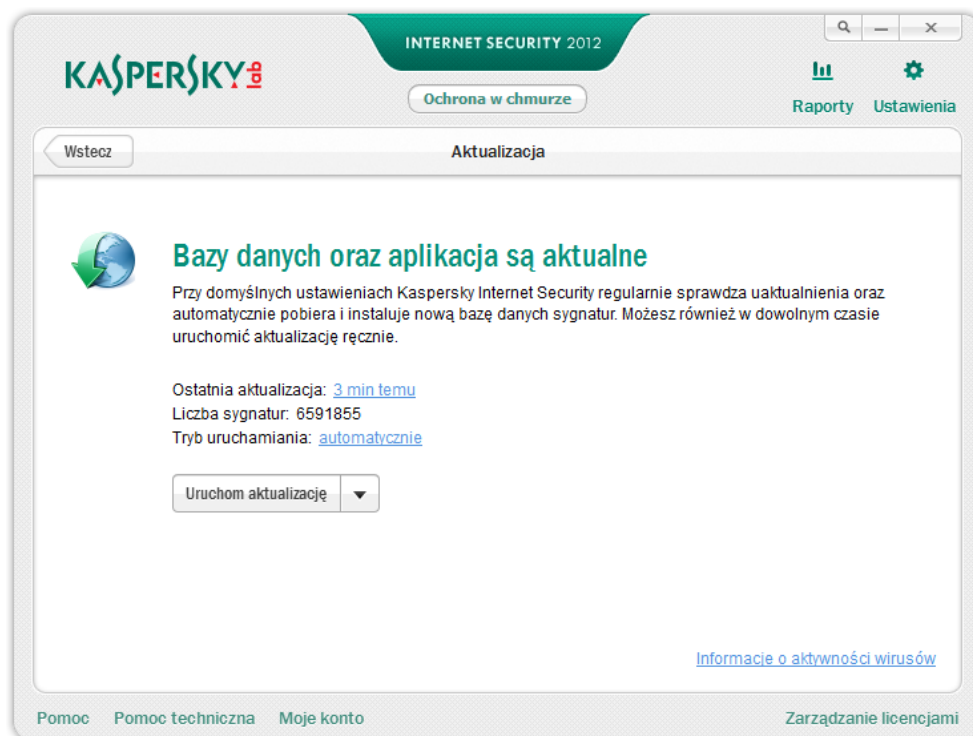 INTERNET SECURITY 2012
KASPERSKY lab
Ochrona w chmurze
Raporty
Ustawienia
Wstecz
Aktualizacja
Bazy danych oraz aplikacja są aktualne
Przy domyślnych ustawieniach Kaspersky Internet Security regularnie sprawdza uaktualnienia oraz
automatycznie pobiera i instaluje nową bazę danych sygnatur. Możesz również w dowolnym czasie
uruchomić aktualizację ręcznie.
Ostatnia aktualizacja: 3 min temu
Liczba sygnatur: 6591855
Tryb uruchamiania: automatycznie
Uruchom aktualizację
Informacje o aktywności wirusów
Pomoc
Pomoc techniczna
Moje konto
Zarządzanie licencjami